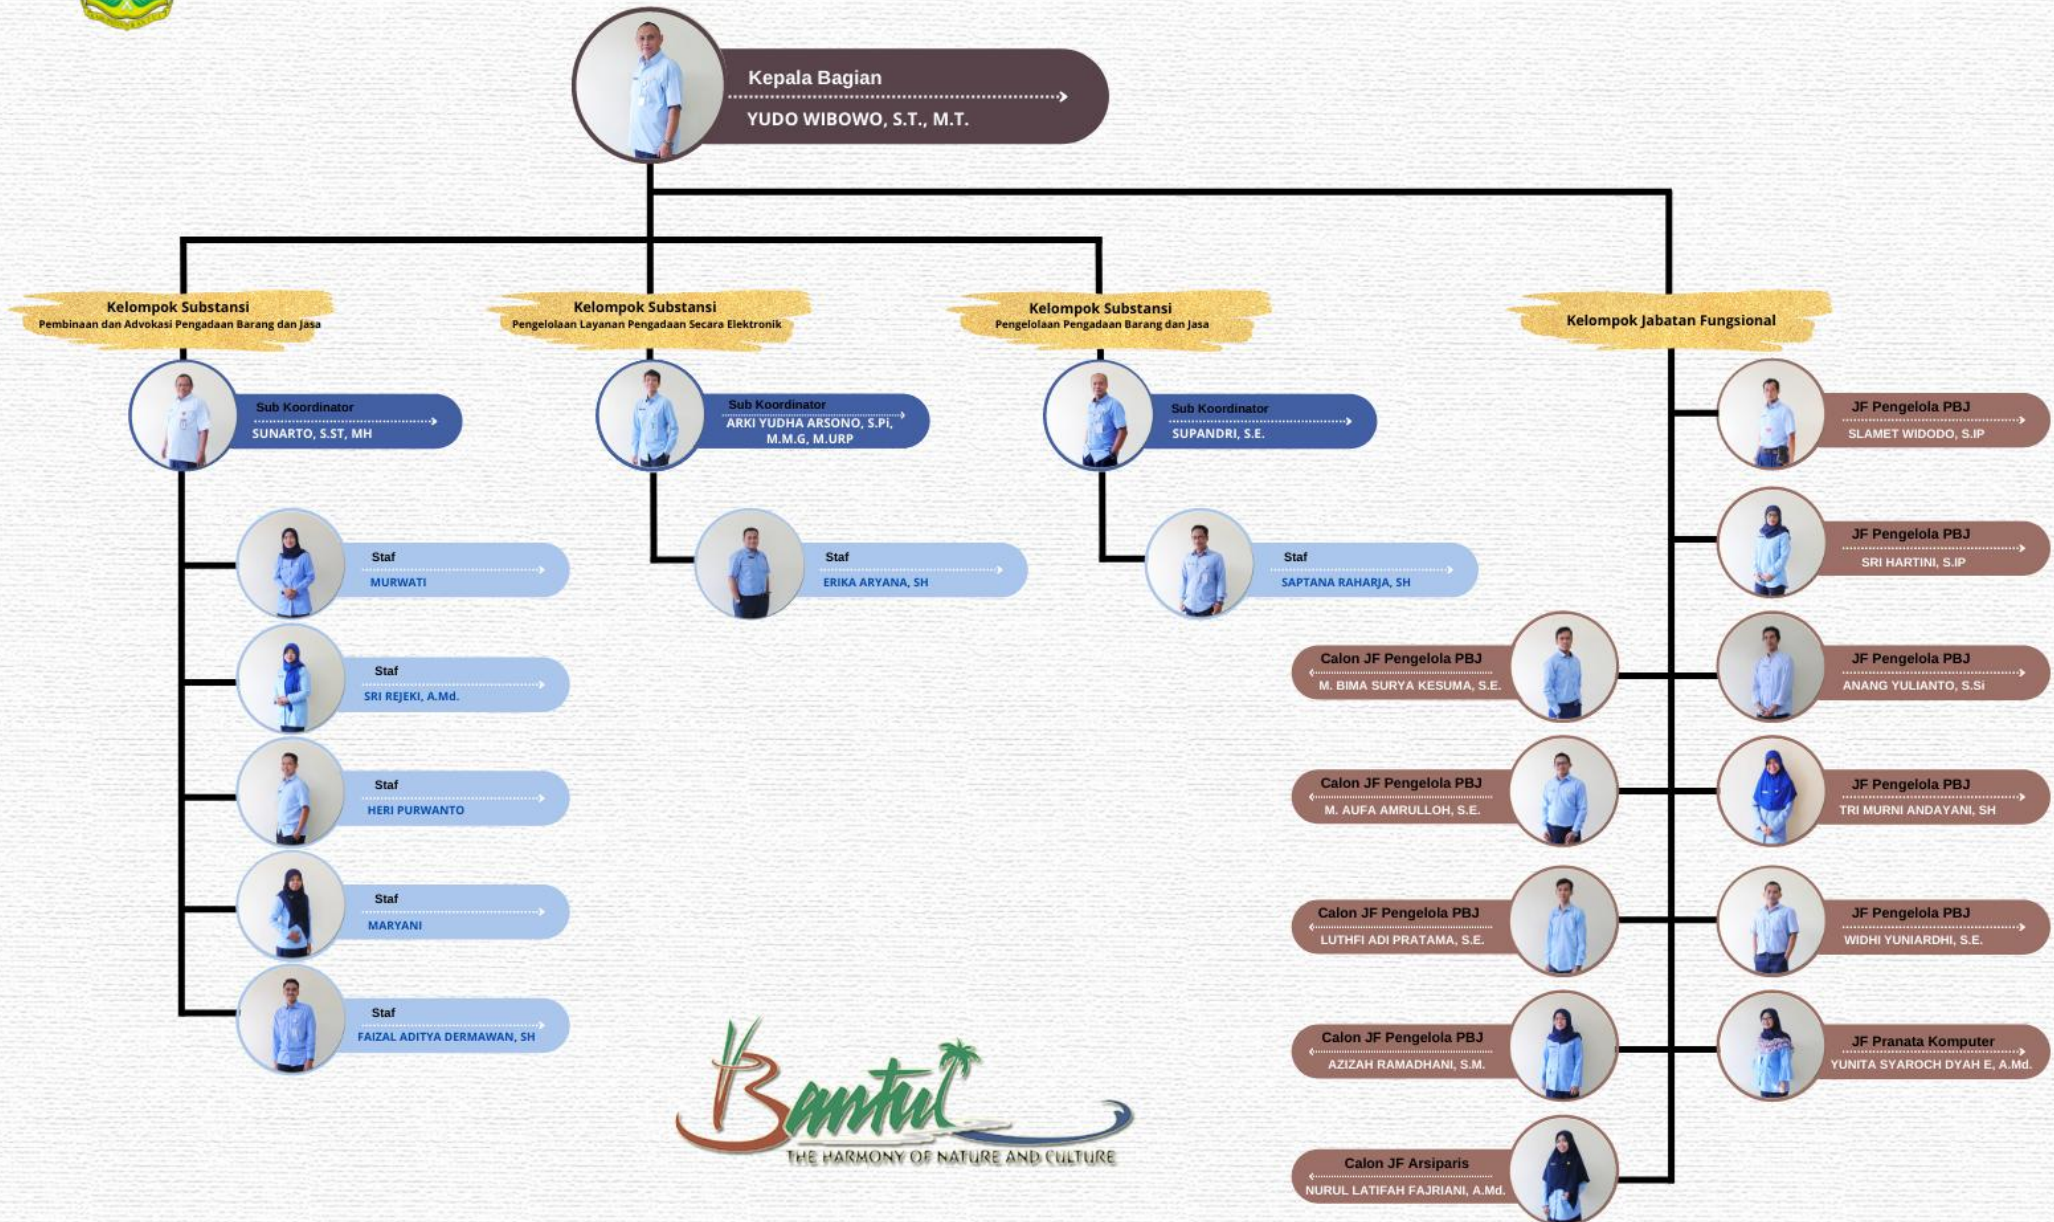 Kepala Bagian
YUDO WIBOWO, S.T., M.T.
Kelompok Substansi
Pembinaan dan Advokasi Pengadaan Barang dan Jasa
Sub Koordinator
SUNARTO, S.ST, MH
Staf
MURWATI
Staf
SRI REJEKI, A.Md.
Staf
HERI PURWANTO
Staf
MARYANI
Staf
FAIZAL ADITYA DERMAWAN, SH
Kelompok Substansi
Pengelolaan Layanan Pengadaan Secara Elektronik
Sub Koordinator
ARKI YUDHA ARSONO, S.Pi,
M.M.G, M.URP
Staf
ERIKA ARYANA, SH
Kelompok Substansi
Pengelolaan Pengadaan Barang dan Jasa
Sub Koordinator
SUPANDRI, S.E.
Staf
SAPTANA RAHARJA, SH
Kelompok Jabatan Fungsional
JF Pengelola PBJ
SLAMET WIDODO, S.IP
JF Pengelola PBJ
SRI HARTINI, S.IP
Calon JF Pengelola PBJ
M. BIMA SURYA KESUMA, S.E.
JF Pengelola PBJ
ANANG YULIANTO, S.Si
Calon JF Pengelola PBJ
M. AUFA AMRULLOH, S.E.
JF Pengelola PBJ
TRI MURNI ANDAYANI, SH
Calon JF Pengelola PBJ
LUTHFI ADI PRATAMA, S.E.
JF Pengelola PBJ
WIDHI YUNIARDHI, S.E.
Calon JF Pengelola PBJ
AZIZAH RAMADHANI, S.M.
JF Pranata Komputer
YUNITA SYAROCH DYAH E, A.Md.
Calon JF Arsiparis
NURUL LATIFAH FAJRIANI, A.Md.
Bantul
THE HARMONY OF NATURE AND CULTURE